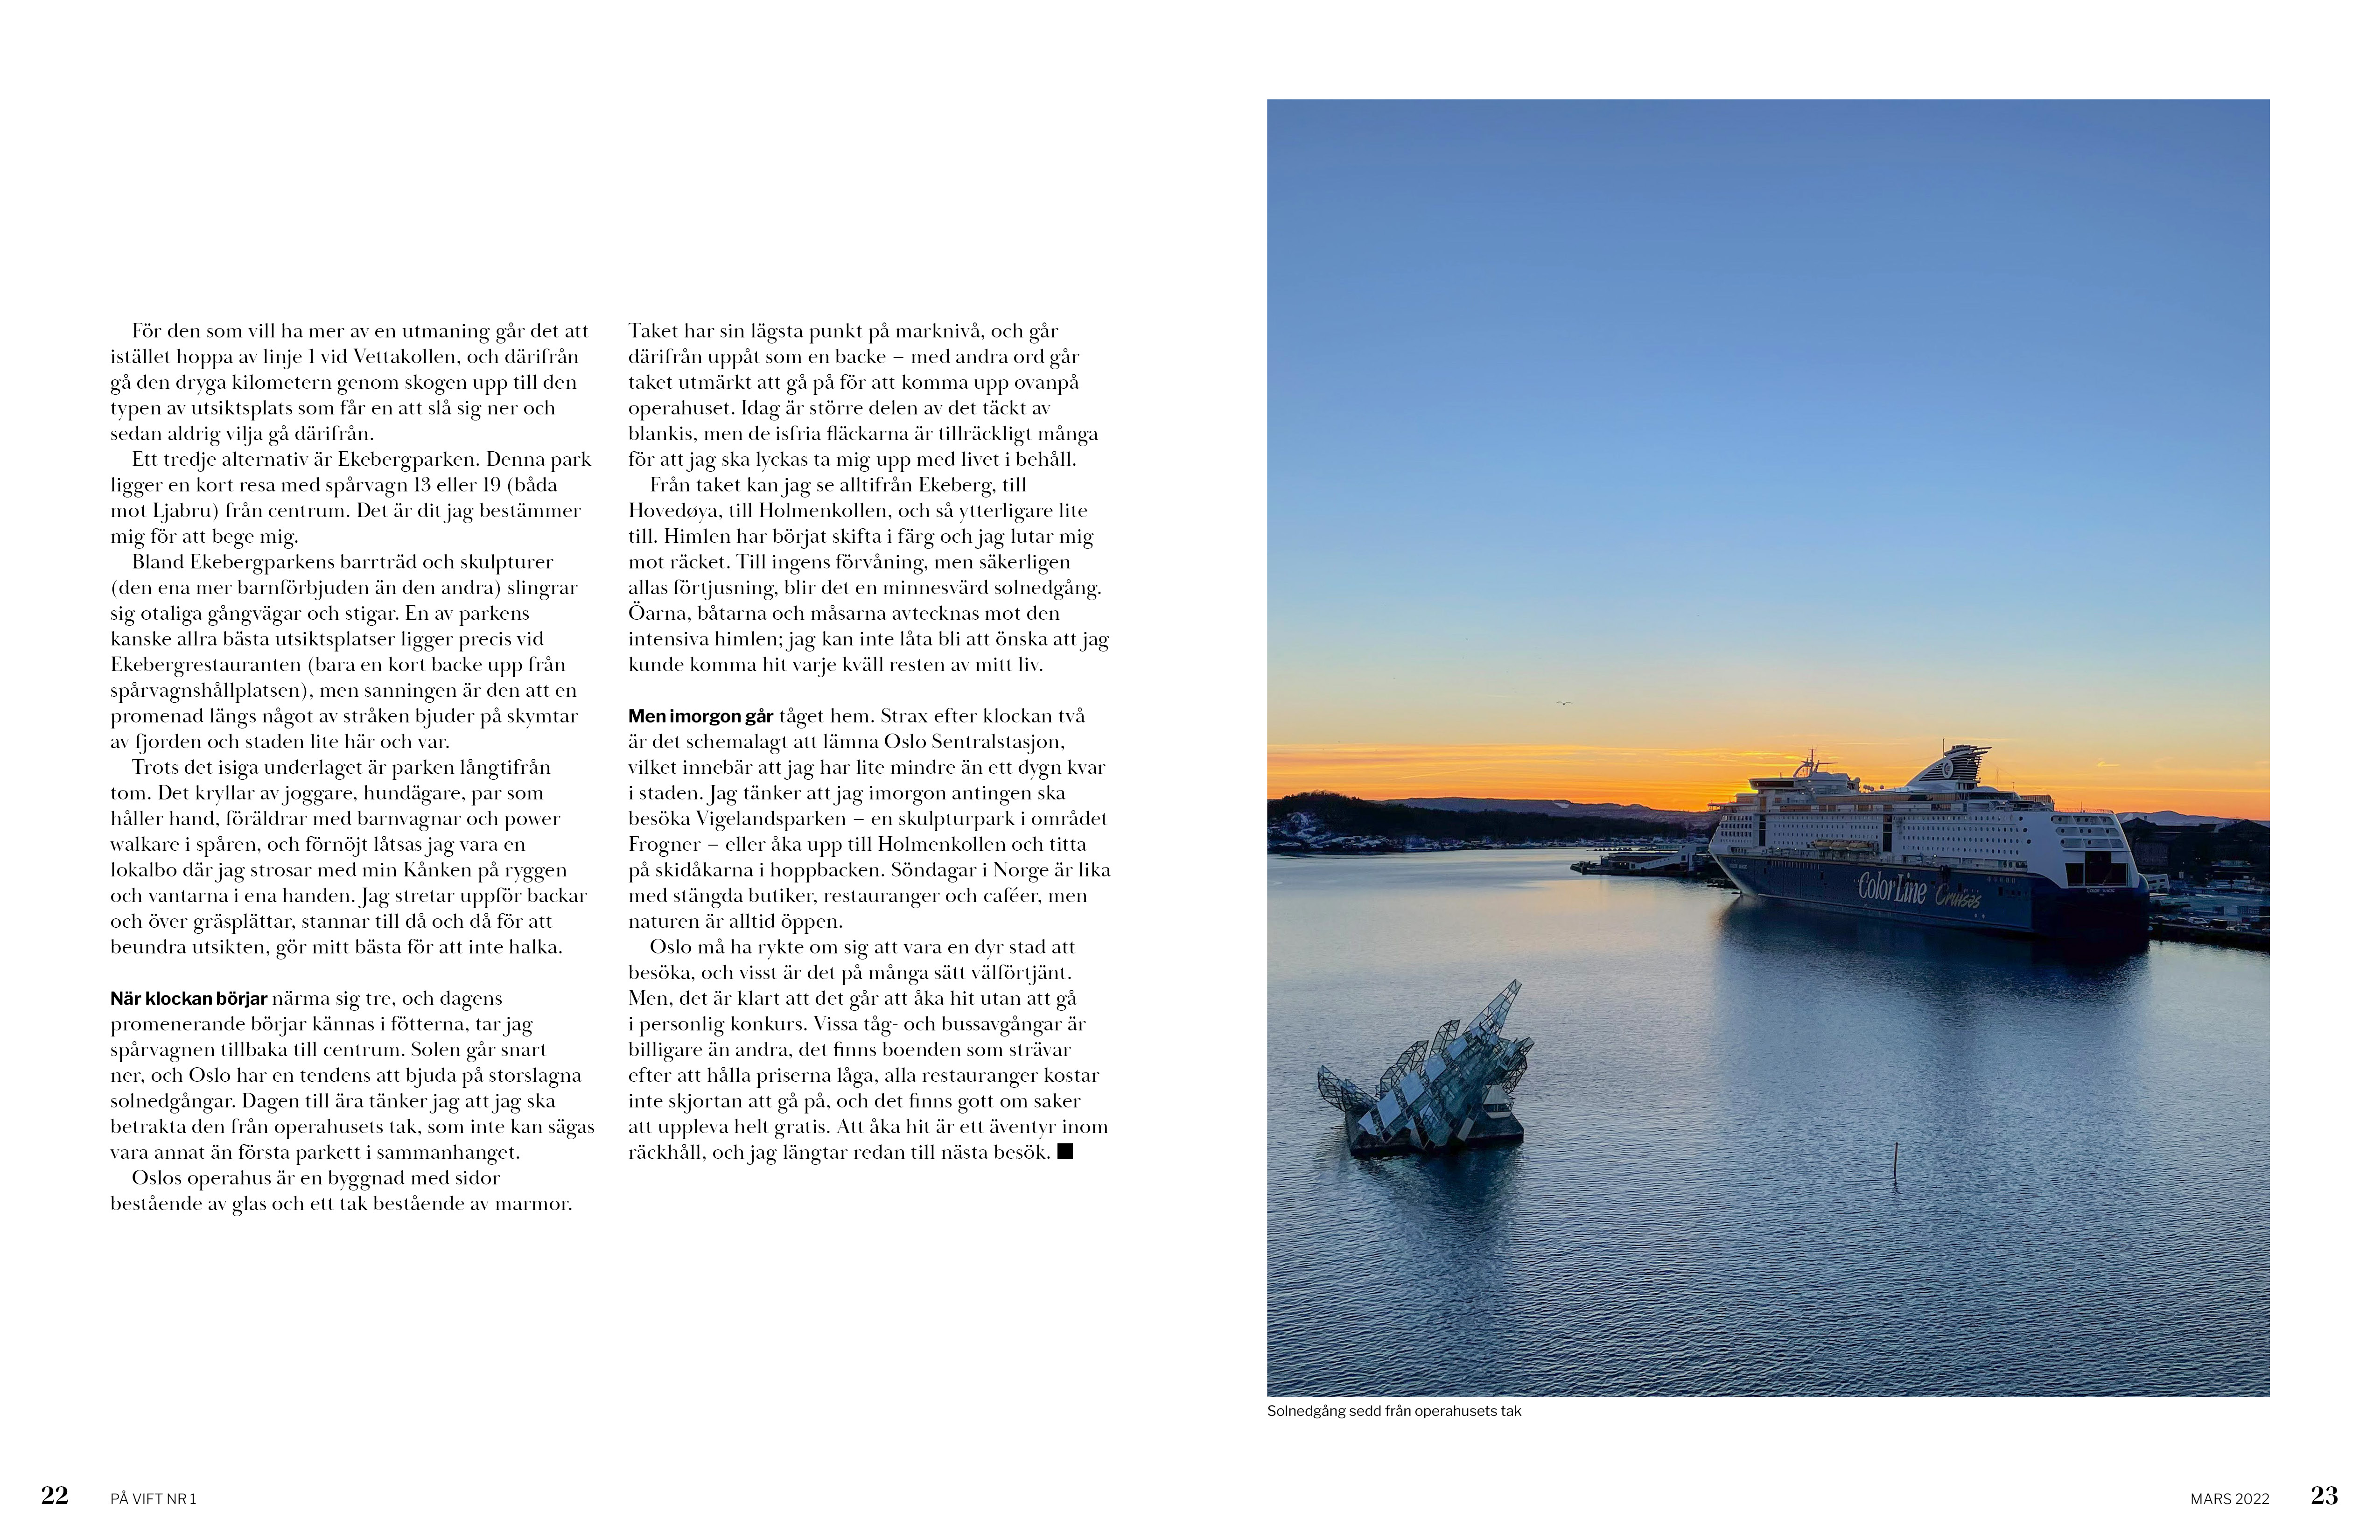 För den som vill ha mer av en utmaning går det att
istället hoppa av linje 1 vid Vettakollen, och därifrån
gå den dryga kilometern genom skogen upp till den
typen av utsiktsplats som får en att slå sig ner och
sedan aldrig vilja gå därifrån.
Ett tredje alternativ är Ekebergparken. Denna park
ligger en kort resa med spårvagn 13 eller 19 (båda
mot Ljabru) från centrum. Det är dit jag bestämmer
mig för att bege mig.
Bland Ekebergparkens barrträd och skulpturer
(den ena mer barnförbjuden än den andra) slingrar
sig otaliga gångvägar och stigar. En av parkens
kanske allra bästa utsiktsplatser ligger precis vid
Ekebergrestauranten (bara en kort backe upp från
spårvagnshållplatsen), men sanningen är den att en
promenad längs något av stråken bjuder på skymtar
av fjorden och staden lite här och var.
Trots det isiga underlaget är parken långtifrån
tom. Det kryllar av joggare, hundägare, par som
håller hand, föräldrar med barnvagnar och power
walkare i spåren, och förnöjt låtsas jag vara en
lokalbo där jag strosar med min Kånken på ryggen
och vantarna i ena handen. Jag stretar uppför backar
och över gräsplättar, stannar till då och då för att
beundra utsikten, gör mitt bästa för att inte halka.
När klockan börjar närma sig tre, och dagens
promenerande börjar kännas i fötterna, tar jag
spårvagnen tillbaka till centrum. Solen går snart
ner, och Oslo har en tendens att bjuda på storslagna
solnedgångar. Dagen till ära tänker jag att jag ska
betrakta den från operahusets tak, som inte kan sägas
vara annat än första parkett i sammanhanget.
Oslos operahus är en byggnad med sidor
bestående av glas och ett tak bestående av marmor.
Taket har sin lägsta punkt på marknivå, och går
därifrån uppåt som en backe – med andra ord går
taket utmärkt att gå på för att komma upp ovanpå
operahuset. Idag är större delen av det täckt av
blankis, men de isfria fläckarna är tillräckligt många
för att jag ska lyckas ta mig upp med livet i behåll.
Från taket kan jag se alltifrån Ekeberg, till
Hovedøya, till Holmenkollen, och så ytterligare lite
till. Himlen har börjat skifta i färg och jag lutar mig
mot räcket. Till ingens förvåning, men säkerligen
allas förtjusning, blir det en minnesvärd solnedgång.
Öarna, båtarna och måsarna avtecknas mot den
intensiva himlen; jag kan inte låta bli att önska att jag
kunde komma hit varje kväll resten av mitt liv.
Men imorgon går tåget hem. Strax efter klockan två
är det schemalagt att lämna Oslo Sentralstasjon,
vilket innebär att jag har lite mindre än ett dygn kvar
i staden. Jag tänker att jag imorgon antingen ska
besöka Vigelandsparken – en skulpturpark i området
Frogner – eller åka upp till Holmenkollen och titta
på skidåkarna i hoppbacken. Söndagar i Norge är lika
med stängda butiker, restauranger och caféer, men
naturen är alltid öppen.
Oslo må ha rykte om sig att vara en dyr stad att
besöka, och visst är det på många sätt välförtjänt.
Men, det är klart att det går att åka hit utan att gå
i personlig konkurs. Vissa tåg- och bussavgångar är
billigare än andra, det finns boenden som strävar
efter att hålla priserna låga, alla restauranger kostar
inte skjortan att gå på, och det finns gott om saker
att uppleva helt gratis. Att åka hit är ett äventyr inom
räckhåll, och jag längtar redan till nästa besök. ■
Color Line Cruises
Solnedgång sedd från operahusets tak
22 PÅ VIFT NR 1
MARS 2022 23